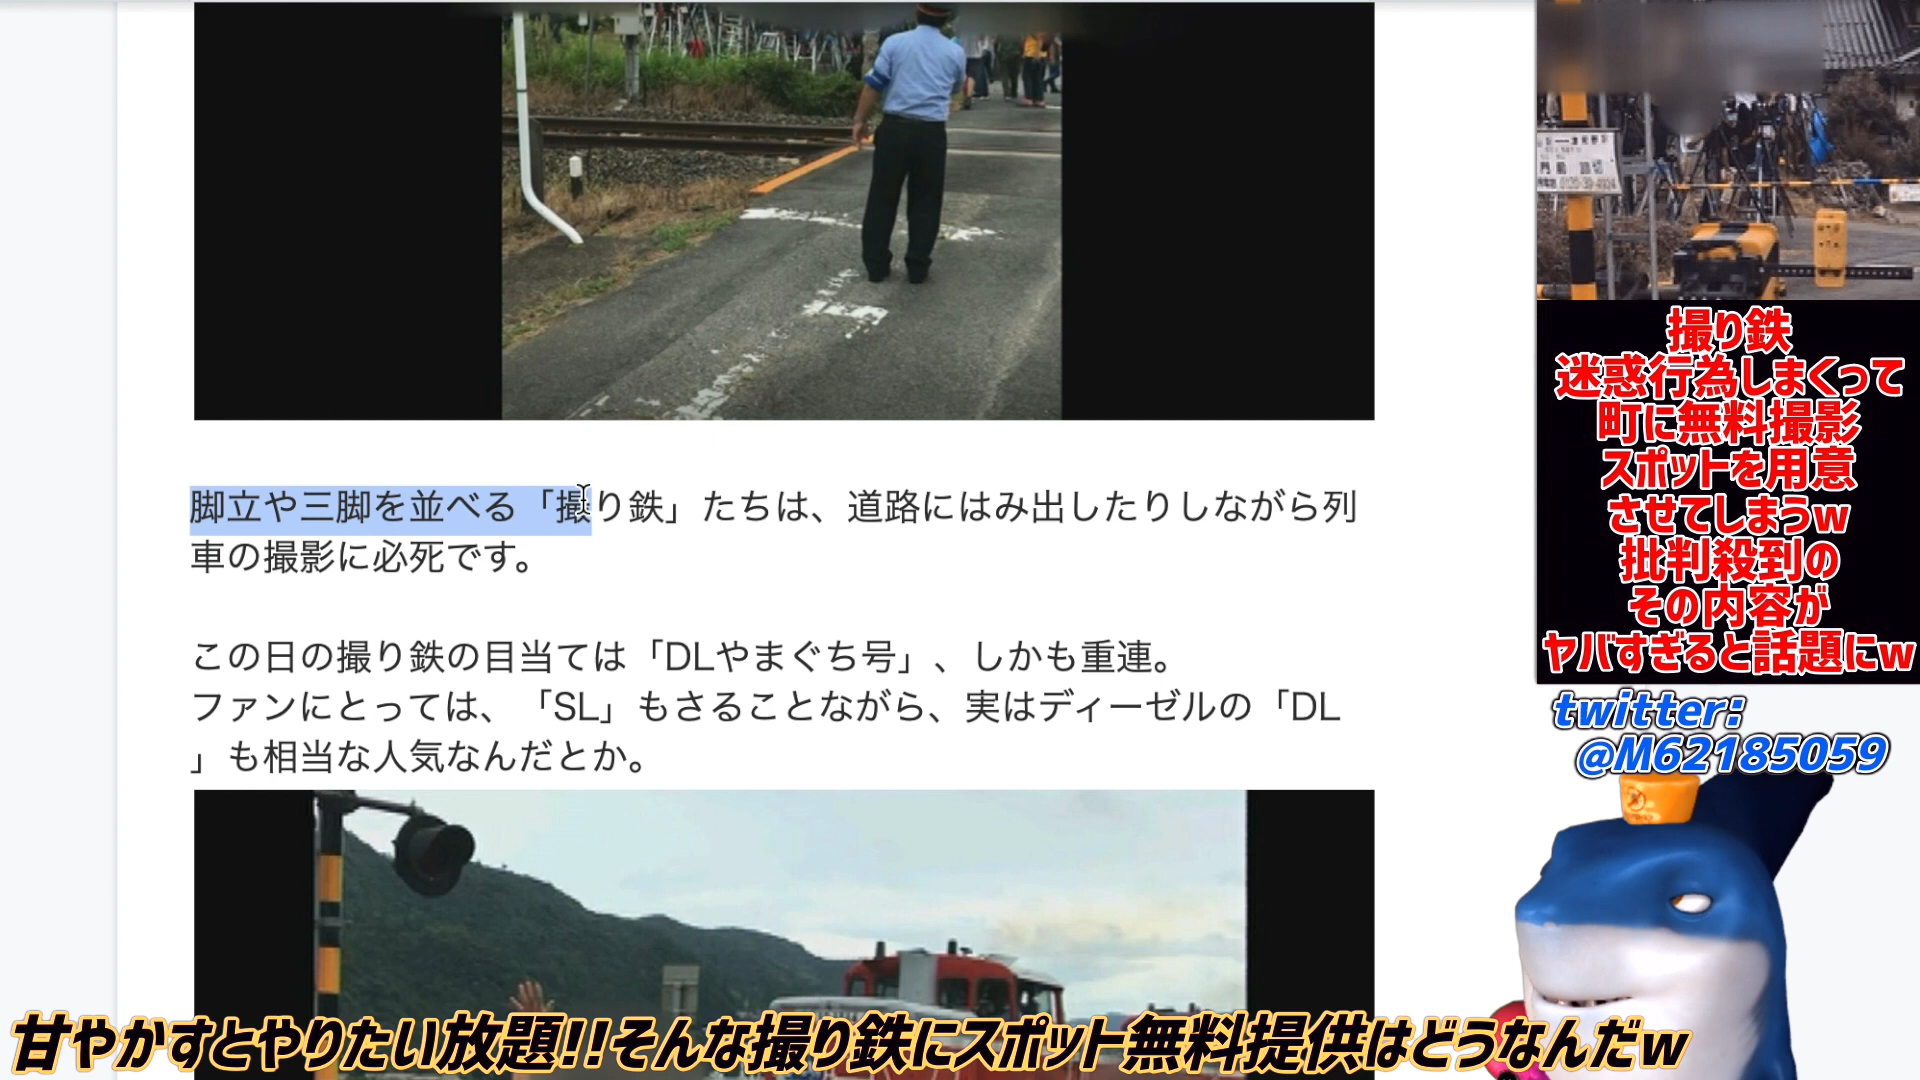 脚立や三脚を並べる「撮り鉄」たちは、道路にはみ出したりしながら列
車の撮影に必死です。
この日の撮り鉄の目当ては「DLやまぐち号」、しかも重連。
ファンにとっては、「SL」もさることながら、実はディーゼルの「DL
」も相当な人気なんだとか。
撮り鉄
迷惑行為しまくって
町に無料撮影
スポットを用意
させてしまうw
批判殺到の
その内容が
ヤバすぎると話題にw
twitter:
@M62185059
甘やかすとやりたい放題!!そんな撮り鉄にスポット無料提供はどうなんだw